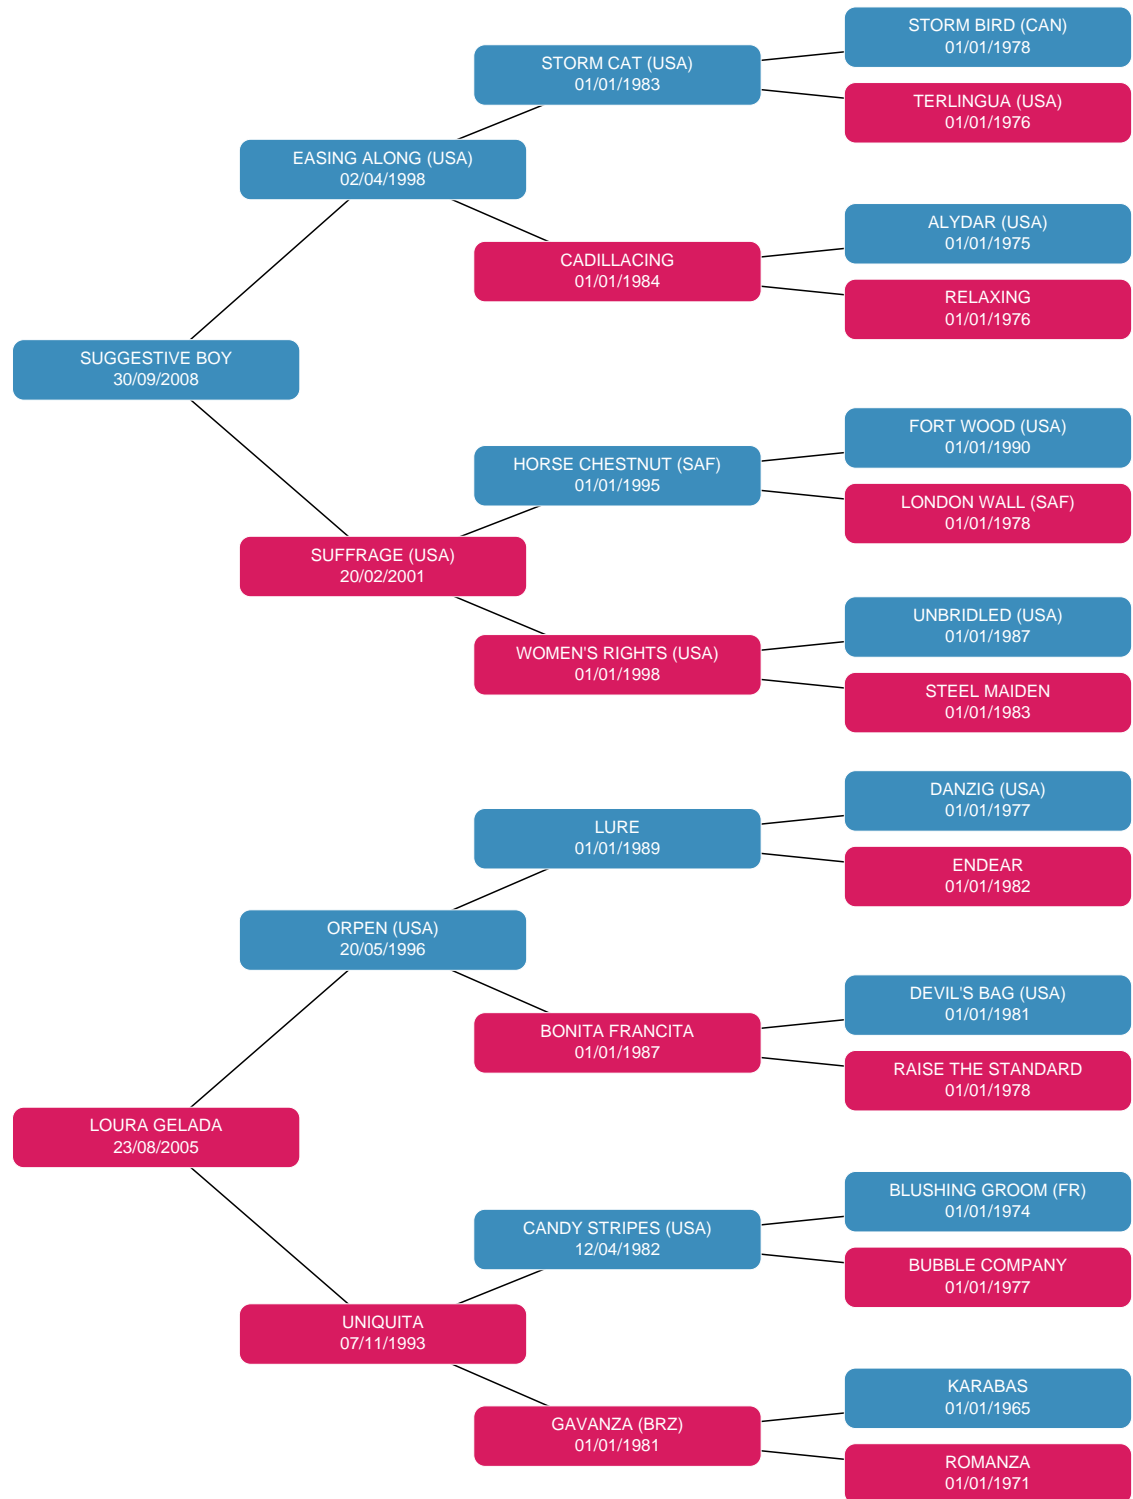 STORM BIRD (CAN)
01/01/1978
STORM CAT (USA)
01/01/1983
TERLINGUA (USA)
01/01/1976
EASING ALONG (USA)
02/04/1998
ALYDAR (USA)
01/01/1975
CADILLACING
01/01/1984
RELAXING
01/01/1976
SUGGESTIVE BOY
30/09/2008
FORT WOOD (USA)
01/01/1990
HORSE CHESTNUT (SAF)
01/01/1995
LONDON WALL (SAF)
01/01/1978
SUFFRAGE (USA)
20/02/2001
UNBRIDLED (USA)
01/01/1987
WOMEN'S RIGHTS (USA)
01/01/1998
STEEL MAIDEN
01/01/1983
DANZIG (USA)
01/01/1977
LURE
01/01/1989
ENDEAR
01/01/1982
ORPEN (USA)
20/05/1996
DEVIL'S BAG (USA)
01/01/1981
BONITA FRANCITA
01/01/1987
RAISE THE STANDARD
01/01/1978
LOURA GELADA
23/08/2005
BLUSHING GROOM (FR)
01/01/1974
CANDY STRIPES (USA)
12/04/1982
BUBBLE COMPANY
01/01/1977
UNIQUITA
07/11/1993
KARABAS
01/01/1965
GAVANZA (BRZ)
01/01/1981
ROMANZA
01/01/1971